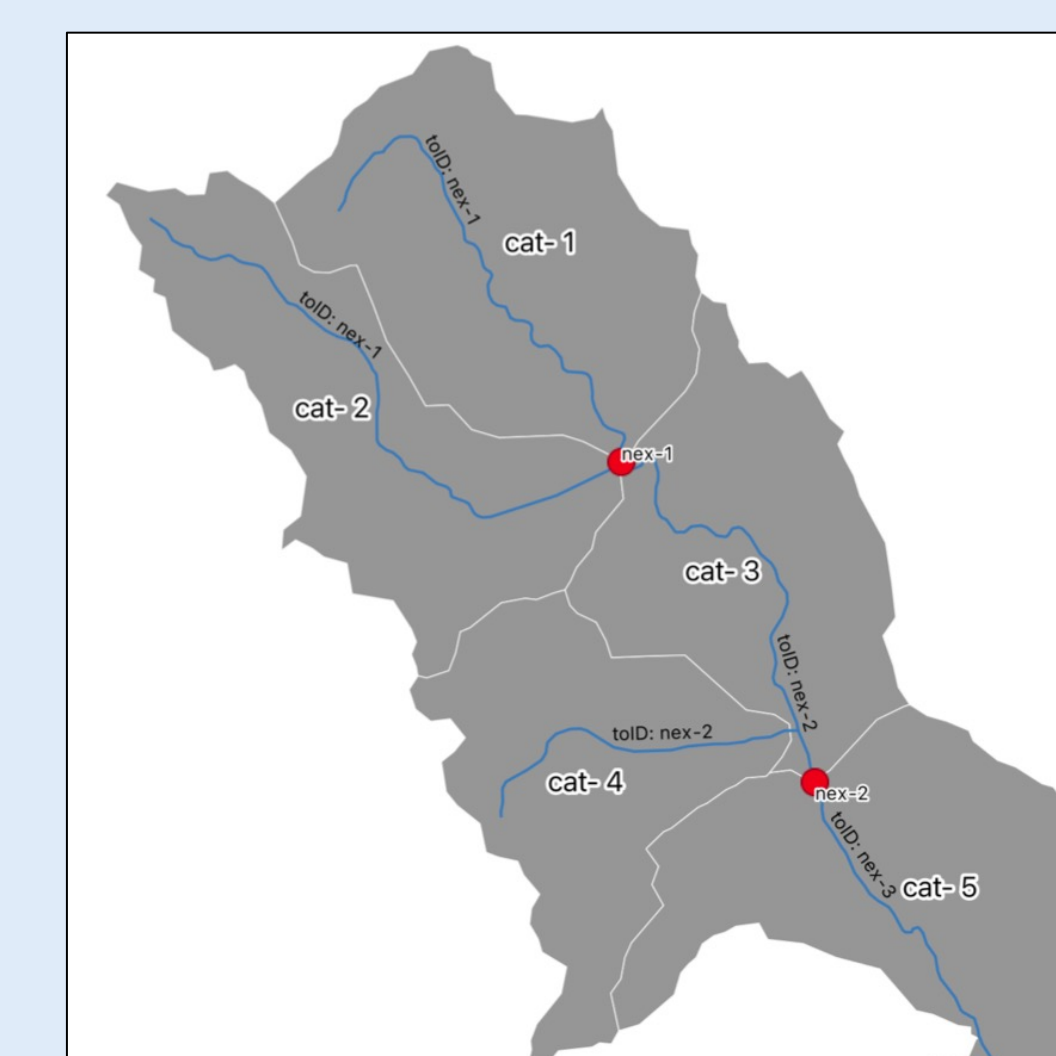 toID: nex-1
cat- 1
toID: nex-1
cat- 2
nex-1
cat- 3
toID: nex-2
toID: nex-2
cat- 4
nex-2
toID: nex-3
cat- 5